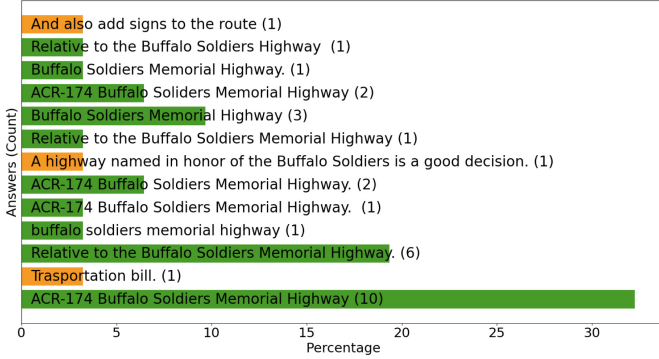 And also add signs to the route (1)
Relative to the Buffalo Soldiers Highway  (1)
Buffalo Soldiers Memorial Highway. (1)
ACR-174 Buffalo Soliders Memorial Highway (2)
Buffalo Soldiers Memorial Highway (3)
Relative to the Buffalo Soldiers Memorial Highway (1)
A highway named in honor of the Buffalo Soldiers is a good decision. (1)
ACR-174 Buffalo Soldiers Memorial Highway. (2)
ACR-174 Buffalo Soldiers Memorial Highway.  (1)
buffalo soldiers memorial highway (1)
Relative to the Buffalo Soldiers Memorial Highway. (6)
Trasportation bill. (1)
ACR-174 Buffalo Soldiers Memorial Highway (10)
Answers (Count)
0 5 10 15 20 25 30
Percentage